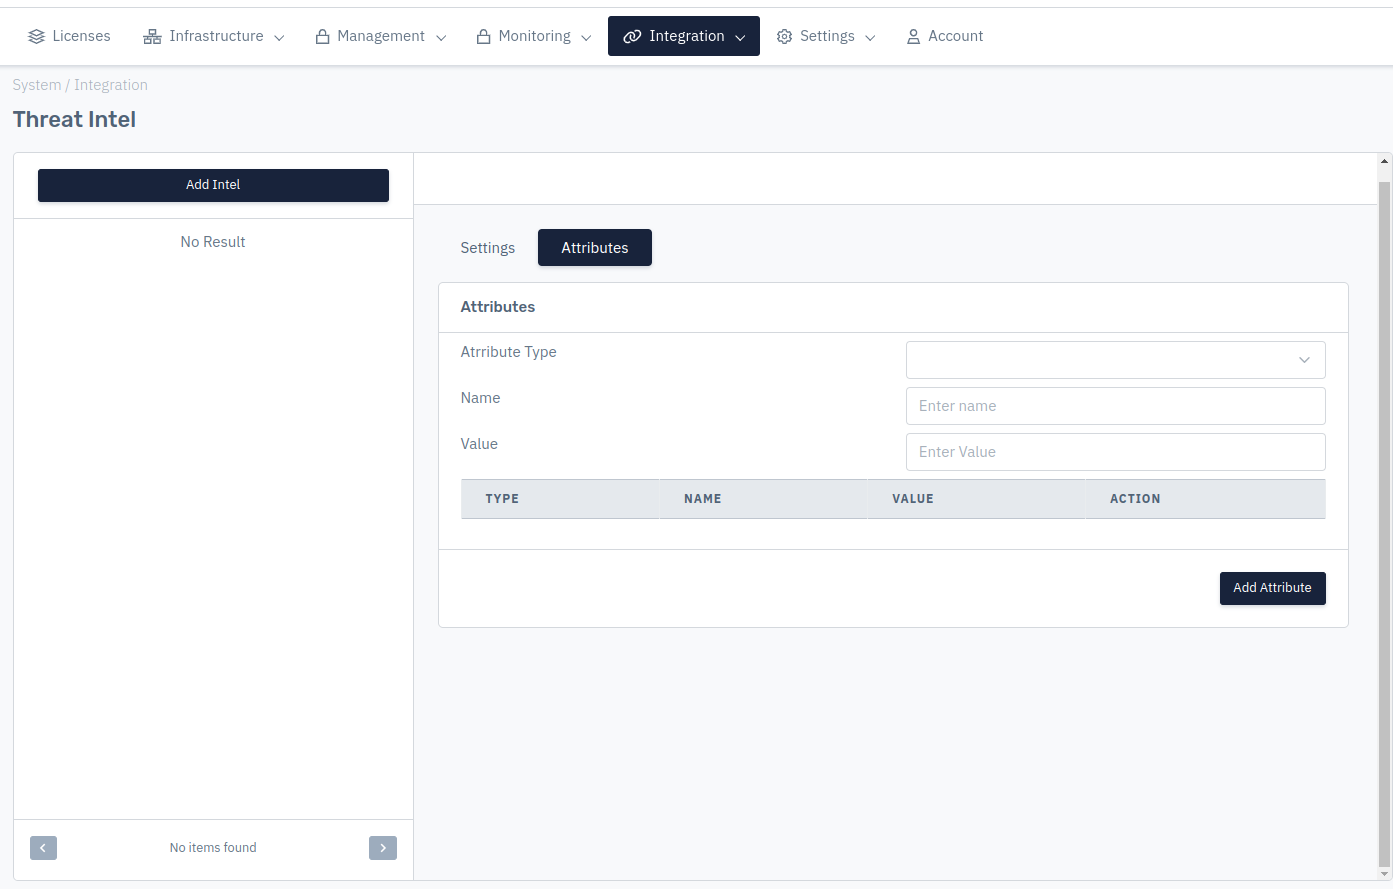 Licenses Infrastructure Management Monitoring Integration Settings Account
System / Integration
Threat Intel
Add Intel
No Result
Settings Attributes
Attributes
Atrribute Type
Name Enter name
Value Enter Value
TYPE NAME VALUE ACTION
Add Attribute
No items found